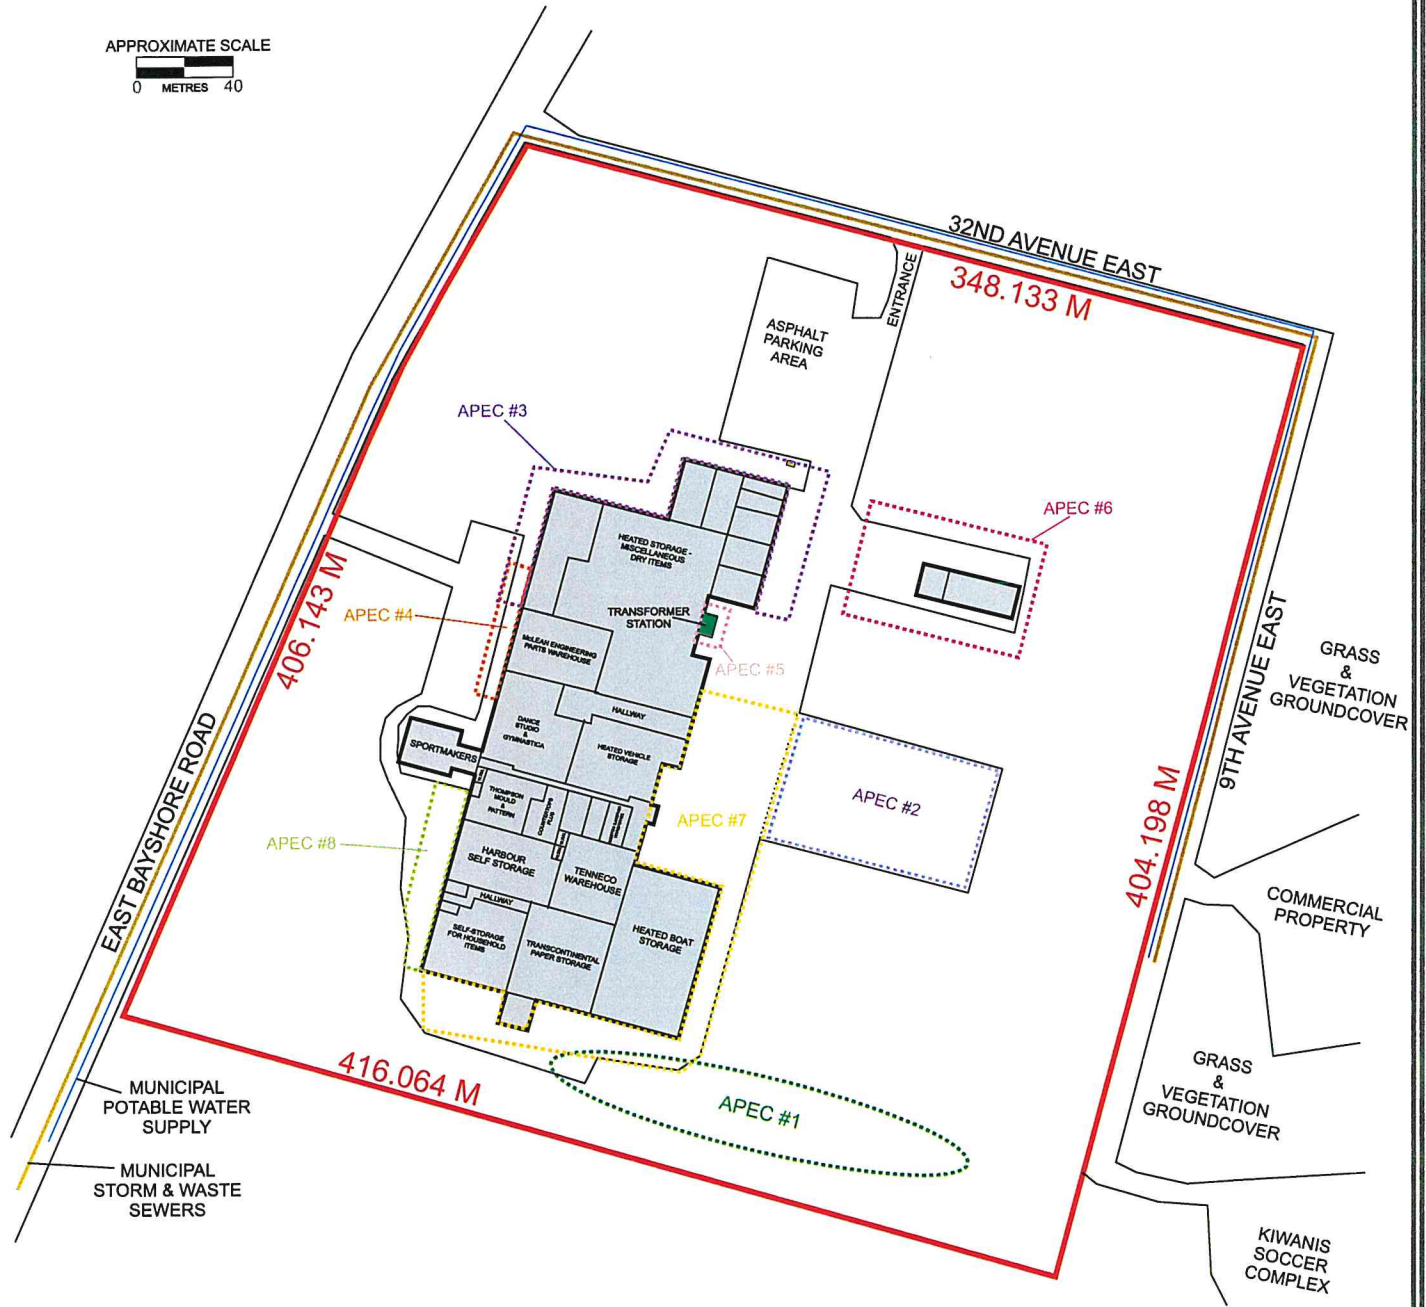 APPROXIMATE SCALE
0 METRES 40
32ND AVENUE EAST
348.133 M
ENTRANCE
ASPHALT
PARKING
AREA
APEC #3
APEC #6
HEATED STORAGE -
MISCELLANEOUS
DRY ITEMS
TRANSFORMER
STATION
APEC #4
McLEAN ENGINEERING
PARTS WAREHOUSE
APEC #5
406.143 M
EAST BAYSHORE ROAD
9TH AVENUE EAST
404.198 M
GRASS
&
VEGETATION
GROUNDCOVER
HALLWAY
DANCE
STUDIO
&
GYMNASTICA
HEATED VEHICLE
STORAGE
SPORTMAKERS
THOMPSON
MOULD
&
PATTERN
COUNTERTOPS
PLUS
APEC #7
APEC #2
APEC #8
HARBOUR
SELF STORAGE
TENNECO
WAREHOUSE
HALLWAY
SELF-STORAGE
FOR HOUSEHOLD
ITEMS
TRANSCONTINENTAL
PAPER STORAGE
HEATED BOAT
STORAGE
COMMERCIAL
PROPERTY
416.064 M
APEC #1
GRASS
&
VEGETATION
GROUNDCOVER
MUNICIPAL
POTABLE WATER
SUPPLY
MUNICIPAL
STORM & WASTE
SEWERS
KIWANIS
SOCCER
COMPLEX